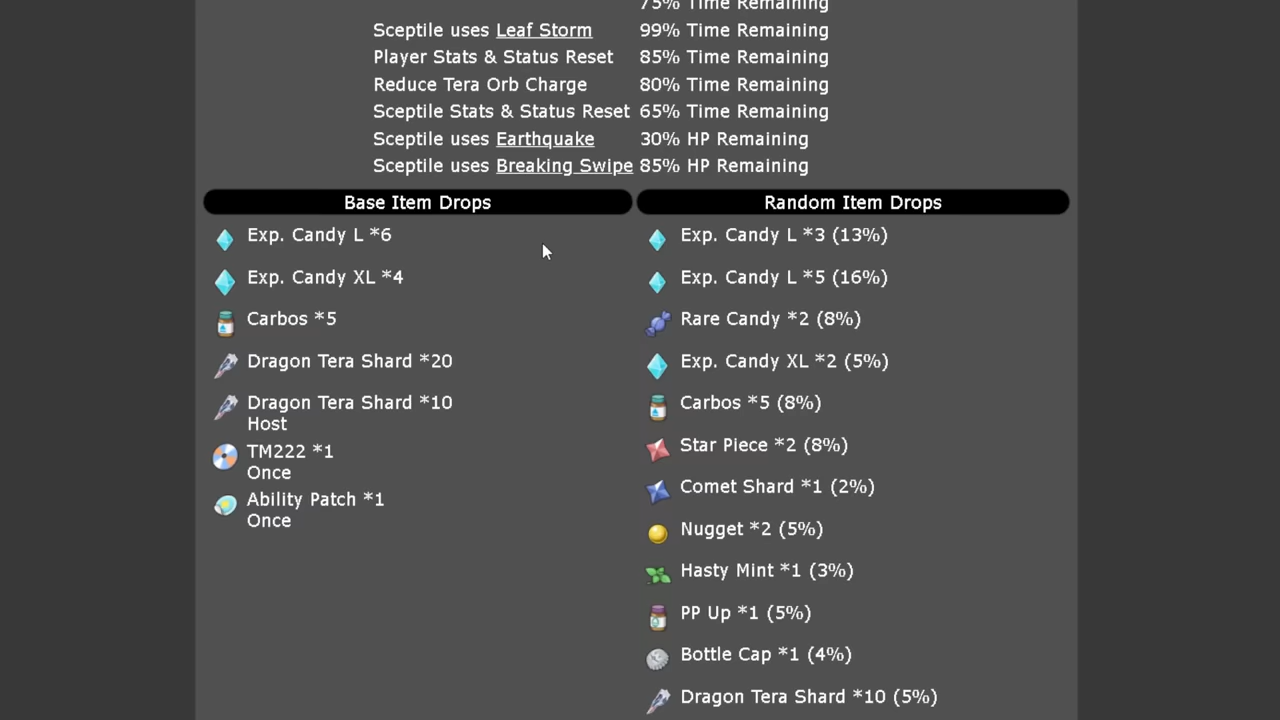 75% Time Remaining
Sceptile uses Leaf Storm 99% Time Remaining
Player Stats & Status Reset 85% Time Remaining
Reduce Tera Orb Charge 80% Time Remaining
Sceptile Stats & Status Reset 65% Time Remaining
Sceptile uses Earthquake 30% HP Remaining
Sceptile uses Breaking Swipe 85% HP Remaining
Base Item Drops
Exp. Candy L *6
Exp. Candy XL *4
Carbos *5
Dragon Tera Shard *20
Dragon Tera Shard *10
Host
TM222 *1
Once
Ability Patch *1
Once
Random Item Drops
Exp. Candy L *3 (13%)
Exp. Candy L *5 (16%)
Rare Candy *2 (8%)
Exp. Candy XL *2 (5%)
Carbos *5 (8%)
Star Piece *2 (8%)
Comet Shard *1 (2%)
Nugget *2 (5%)
Hasty Mint *1 (3%)
PP Up *1 (5%)
Bottle Cap *1 (4%)
Dragon Tera Shard *10 (5%)